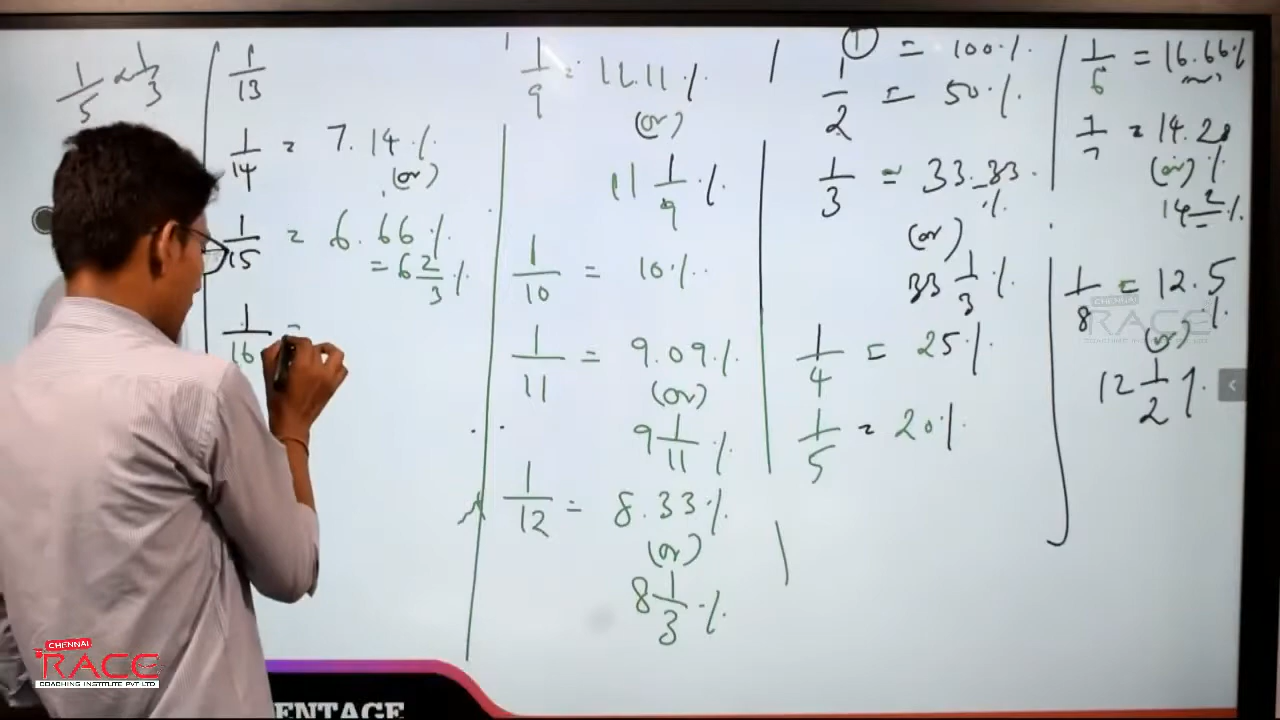 1/5 × 1/3
1/13
1/14 = 7.14%
(or)
1/15 = 6.66%
= 6 2/3 %
1/16 =
1/9 = 11.11%
(or)
11 1/9 %
1/10 = 10%
1/11 = 9.09%
(or)
9 1/11 %
1/12 = 8.33%
(or)
8 1/3 %
① = 100%
1/2 = 50%
1/3 = 33.33
%
(or)
33 1/3 %
1/4 = 25%
1/5 = 20%
1/6 = 16.66%
1/7 = 14.28
(or) %
14 2/ %
1/8 = 12.5
%
(or)
12 1/2 %
CHENNAI
RACE
CHENNAI
RACE
COACHING INSTITUTE PVT LTD
ENTAGE